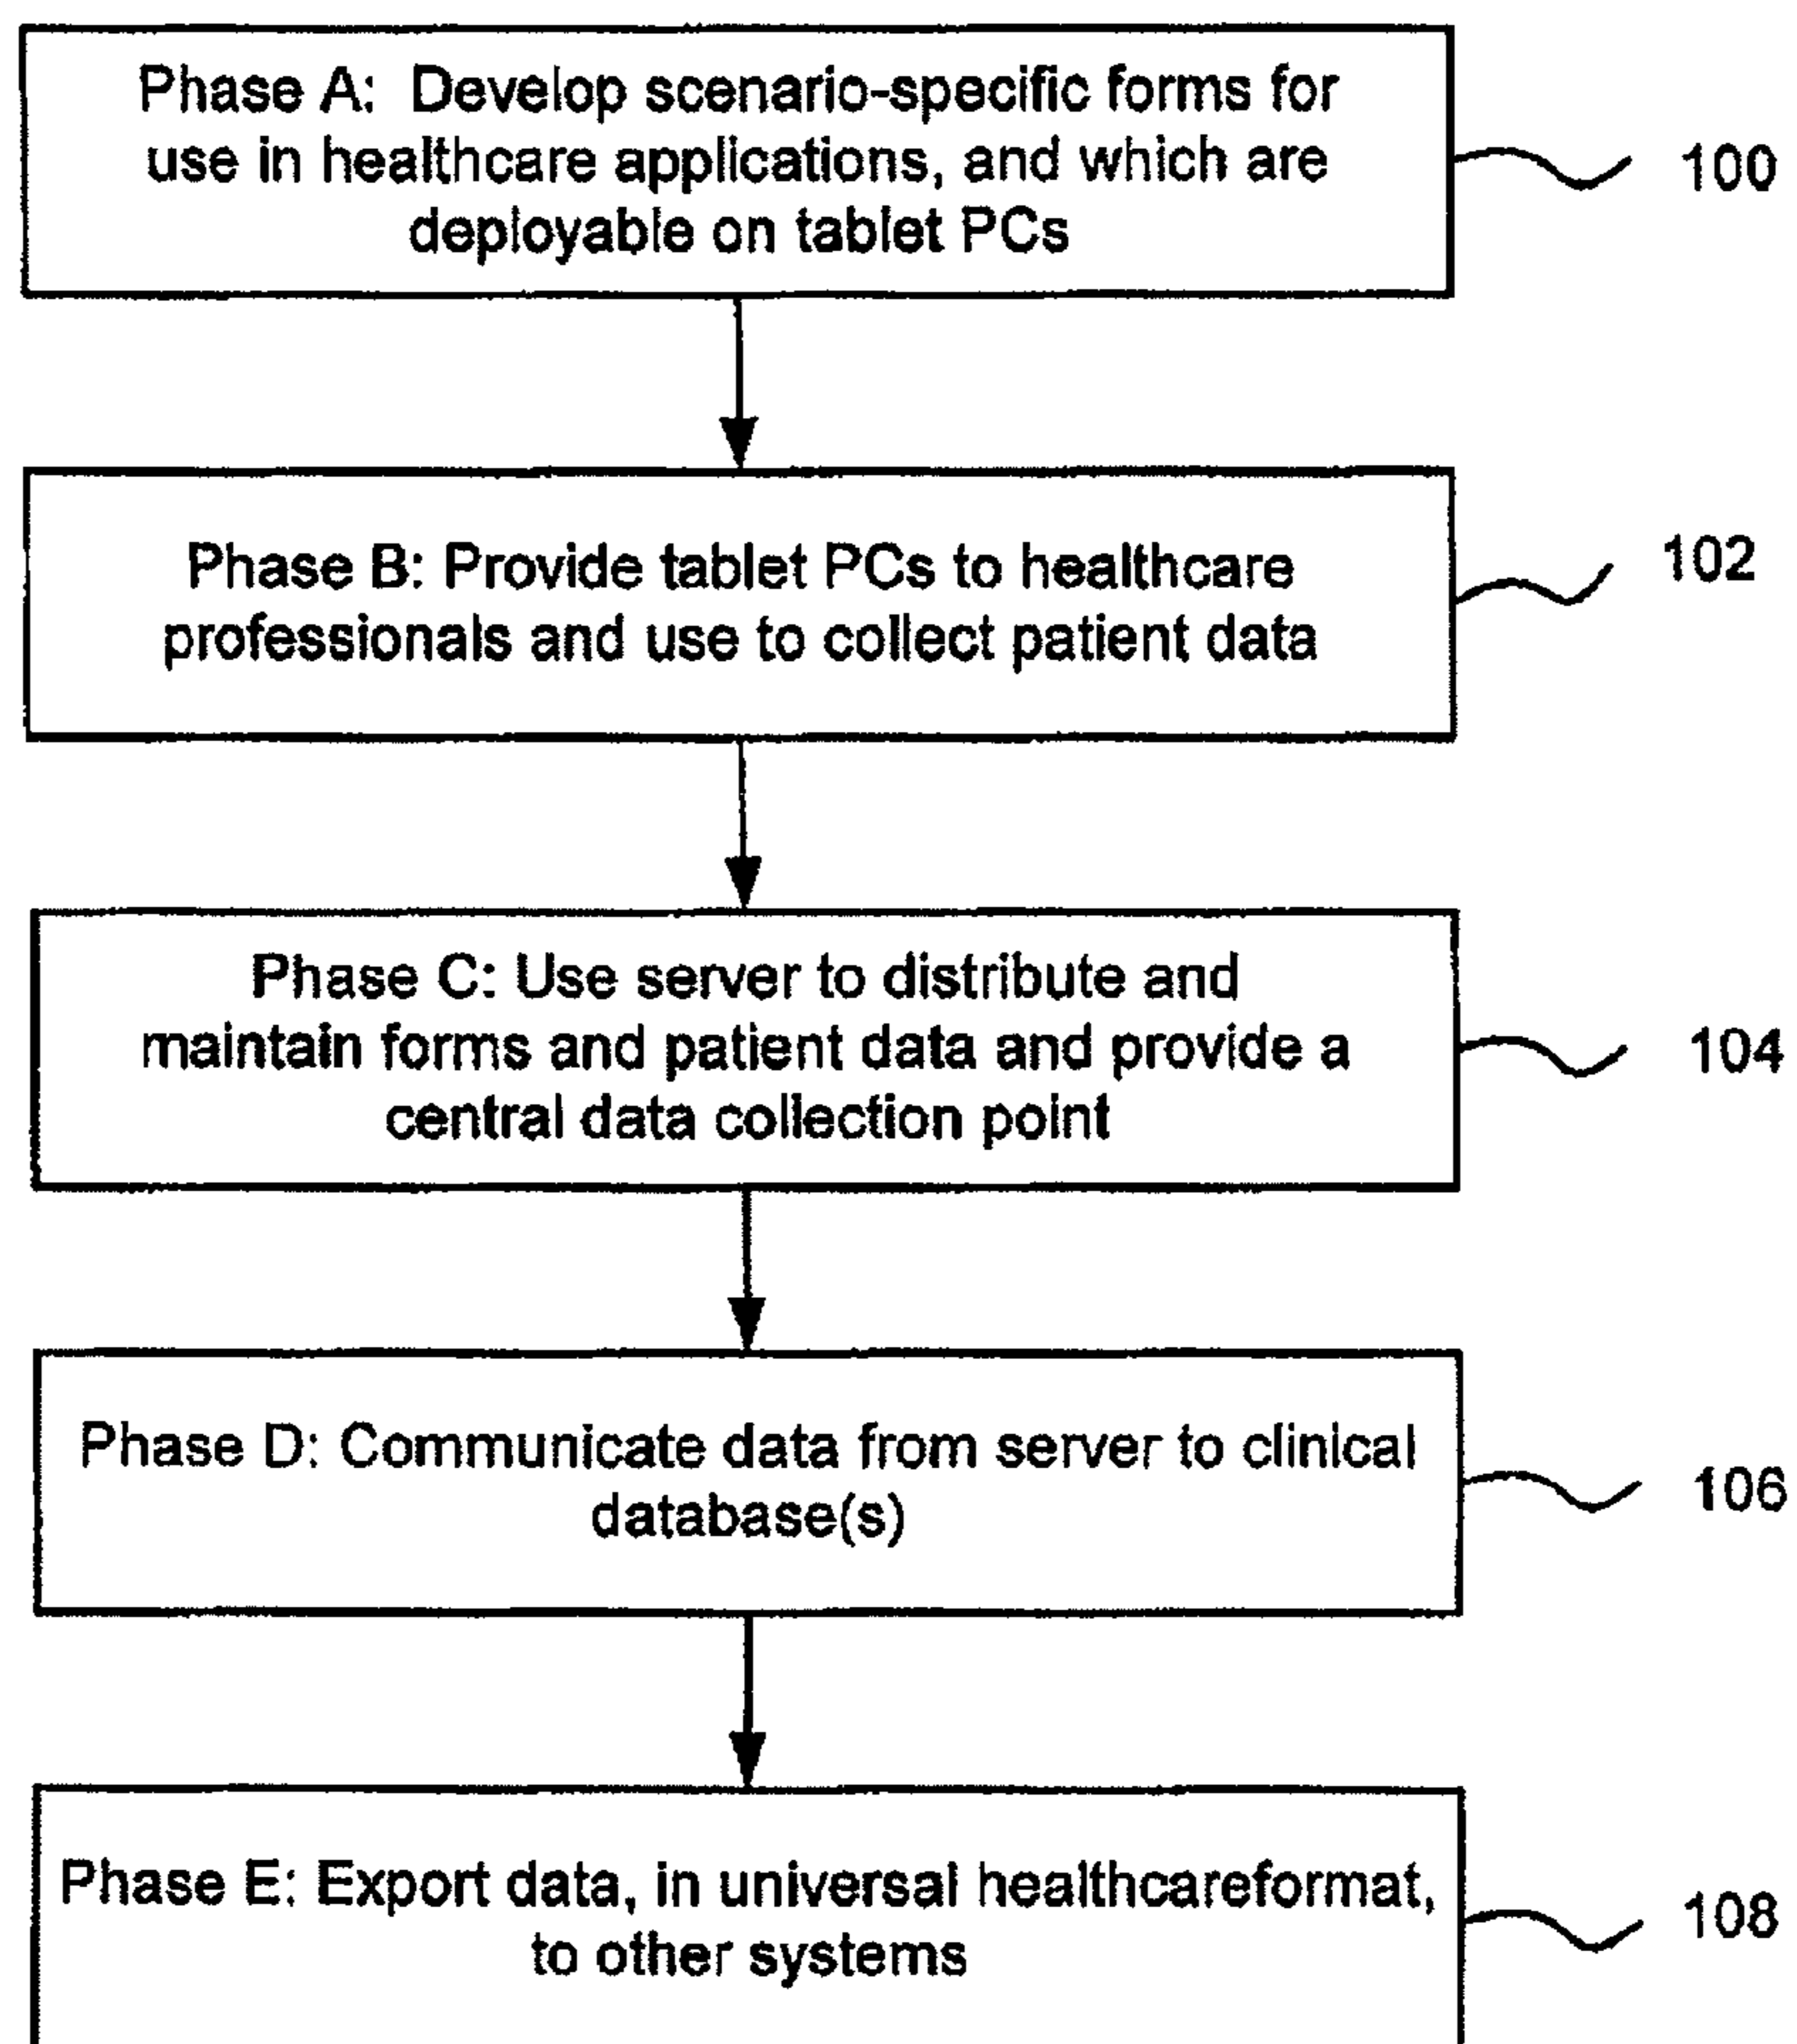 Phase A: Develop scenario-specific forms for
use in healthcare applications, and which are
deployable on tablet PCs
100
Phase B: Provide tablet PCs to healthcare
professionals and use to collect patient data
102
Phase C: Use server to distribute and
maintain forms and patient data and provide a
central data collection point
104
Phase D: Communicate data from server to clinical
database(s)
106
Phase E: Export data, in universal healthcareformat,
to other systems
108